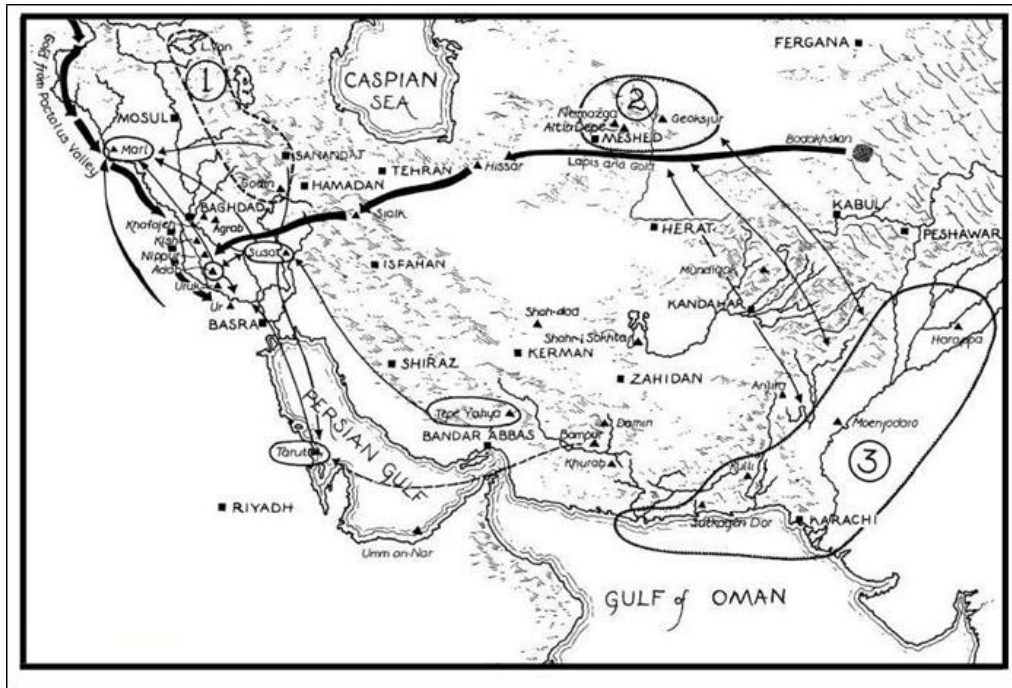 FERGANA
L.Van
1
CASPIAN
SEA
2
Namazga
Geoksjur
Altin Depe
MESHED
Gold from Pactolus Valley
MOSUL
Mari
SANANDAT
Hissar
Lapis and Gold
Badakhshan
TEHRAN
Godin
HAMADAN
KABUL
PESHAWAR
BAGHDAD
Sialk
HERAT
Khafajeh
Agrab
Kish
Susa
ISFAHAN
Mundigak
Nippur
Adab
Uruk
KANDAHAR
Ur
BASRA
Shah-dad
Shahr-i Sokhta
Harappa
KERMAN
SHIRAZ
ZAHIDAN
Anjira
PERSIAN GULF
Tepe Yahya
Damin
Moenjodaro
BANDAR ABBAS
Bampur
3
Tarut
Khurab
Kulli
RIYADH
Sutkagen Dor
KARACHI
Umm an-Nar
GULF of OMAN